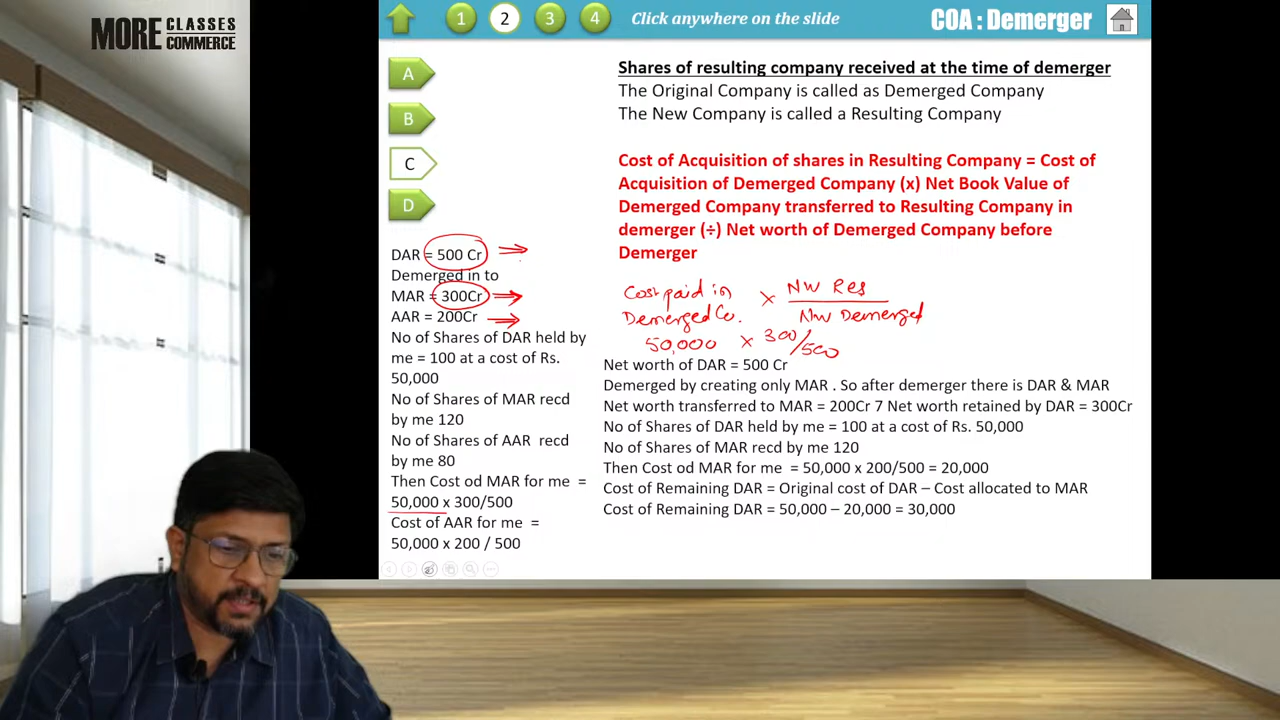 MORE CLASSES COMMERCE
1 2 3 4 Click anywhere on the slide COA : Demerger
A
B
C
D
Shares of resulting company received at the time of demerger
The Original Company is called as Demerged Company
The New Company is called a Resulting Company
Cost of Acquisition of shares in Resulting Company = Cost of
Acquisition of Demerged Company (x) Net Book Value of
Demerged Company transferred to Resulting Company in
demerger (÷) Net worth of Demerged Company before
Demerger
DAR = 500 Cr
Demerged in to
MAR = 300Cr
AAR = 200Cr
No of Shares of DAR held by
me = 100 at a cost of Rs.
50,000
No of Shares of MAR recd
by me 120
No of Shares of AAR recd
by me 80
Then Cost od MAR for me =
50,000 x 300/500
Cost of AAR for me =
50,000 x 200 / 500
Cost paid in × NW Res
Demerged Co. NW Demerged
50,000 × 300/500
Net worth of DAR = 500 Cr
Demerged by creating only MAR . So after demerger there is DAR & MAR
Net worth transferred to MAR = 200Cr 7 Net worth retained by DAR = 300Cr
No of Shares of DAR held by me = 100 at a cost of Rs. 50,000
No of Shares of MAR recd by me 120
Then Cost od MAR for me = 50,000 x 200/500 = 20,000
Cost of Remaining DAR = Original cost of DAR – Cost allocated to MAR
Cost of Remaining DAR = 50,000 – 20,000 = 30,000